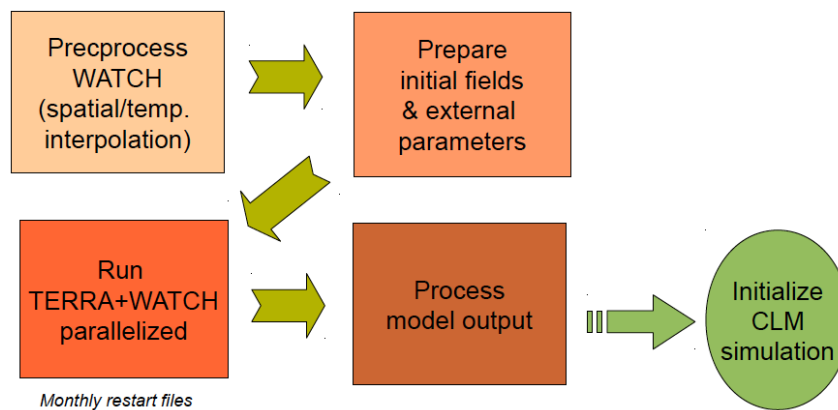 Precprocess
WATCH
(spatial/temp.
interpolation)
Prepare
initial fields
& external
parameters
Run
TERRA+WATCH
parallelized
Monthly restart files
Process
model output
Initialize
CLM
simulation